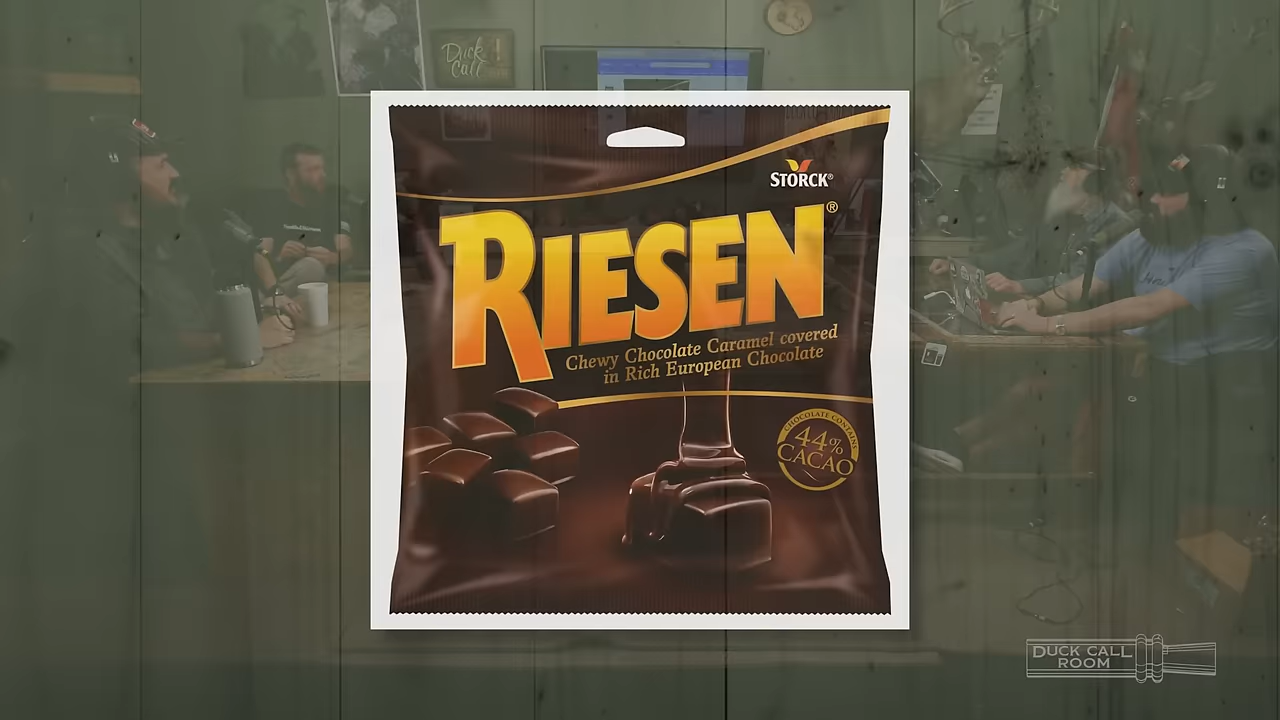 Duck
Call
STORCK®
RIESEN®
Chewy Chocolate Caramel covered
in Rich European Chocolate
CHOCOLATE CONTAINS
44%
CACAO
DUCK CALL
ROOM